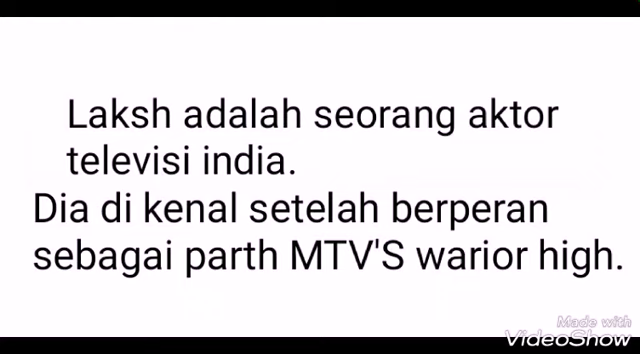 Laksh adalah seorang aktor
televisi india.
Dia di kenal setelah berperan
sebagai parth MTV'S warior high.
Made with
VideoShow